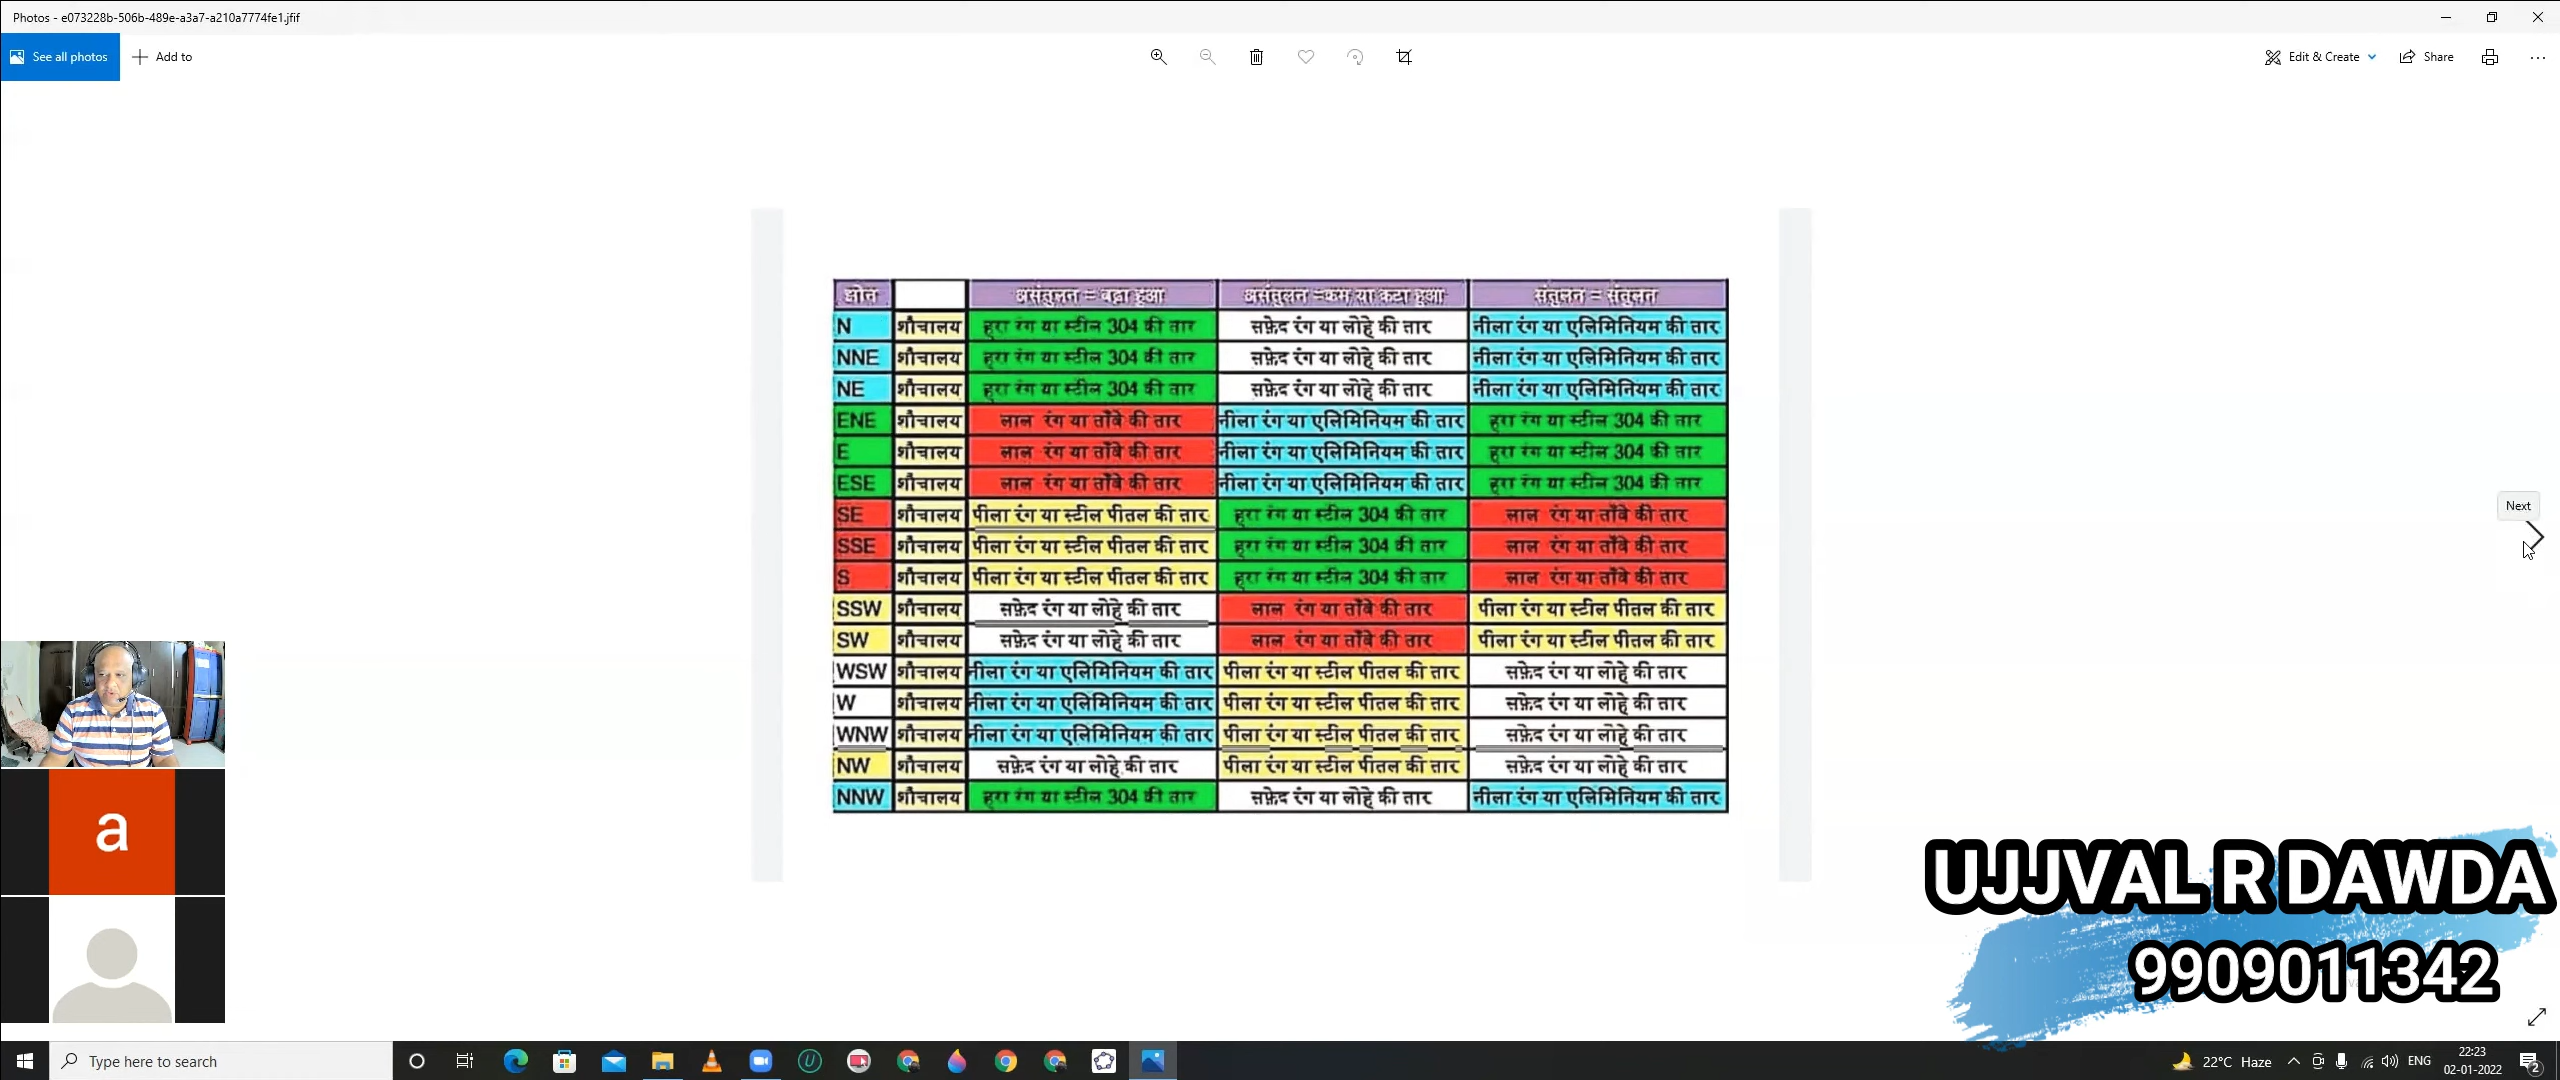 Photos - e073228b-506b-489e-a3a7-a210a7774fe1.jfif
See all photos Add to Edit & Create Share
ज़ोन असंतुलन = बढ़ा हुआ असंतुलन =कम या कटा हुआ संतुलन = संतुलन
N शौचालय हरा रंग या स्टील 304 की तार सफ़ेद रंग या लोहे की तार नीला रंग या एलिमिनियम की तार
NNE शौचालय हरा रंग या स्टील 304 की तार सफ़ेद रंग या लोहे की तार नीला रंग या एलिमिनियम की तार
NE शौचालय हरा रंग या स्टील 304 की तार सफ़ेद रंग या लोहे की तार नीला रंग या एलिमिनियम की तार
ENE शौचालय लाल रंग या ताँबे की तार नीला रंग या एलिमिनियम की तार हरा रंग या स्टील 304 की तार
E शौचालय लाल रंग या ताँबे की तार नीला रंग या एलिमिनियम की तार हरा रंग या स्टील 304 की तार
ESE शौचालय लाल रंग या ताँबे की तार नीला रंग या एलिमिनियम की तार हरा रंग या स्टील 304 की तार
SE शौचालय पीला रंग या स्टील पीतल की तार हरा रंग या स्टील 304 की तार लाल रंग या ताँबे की तार
SSE शौचालय पीला रंग या स्टील पीतल की तार हरा रंग या स्टील 304 की तार लाल रंग या ताँबे की तार
S शौचालय पीला रंग या स्टील पीतल की तार हरा रंग या स्टील 304 की तार लाल रंग या ताँबे की तार
SSW शौचालय सफ़ेद रंग या लोहे की तार लाल रंग या ताँबे की तार पीला रंग या स्टील पीतल की तार
SW शौचालय सफ़ेद रंग या लोहे की तार लाल रंग या ताँबे की तार पीला रंग या स्टील पीतल की तार
WSW शौचालय नीला रंग या एलिमिनियम की तार पीला रंग या स्टील पीतल की तार सफ़ेद रंग या लोहे की तार
W शौचालय नीला रंग या एलिमिनियम की तार पीला रंग या स्टील पीतल की तार सफ़ेद रंग या लोहे की तार
WNW शौचालय नीला रंग या एलिमिनियम की तार पीला रंग या स्टील पीतल की तार सफ़ेद रंग या लोहे की तार
NW शौचालय सफ़ेद रंग या लोहे की तार पीला रंग या स्टील पीतल की तार सफ़ेद रंग या लोहे की तार
NNW शौचालय हरा रंग या स्टील 304 की तार सफ़ेद रंग या लोहे की तार नीला रंग या एलिमिनियम की तार
Next
a
UJJVAL R DAWDA
9909011342
Type here to search 22°C Haze ENG 22:23
02-01-2022 2